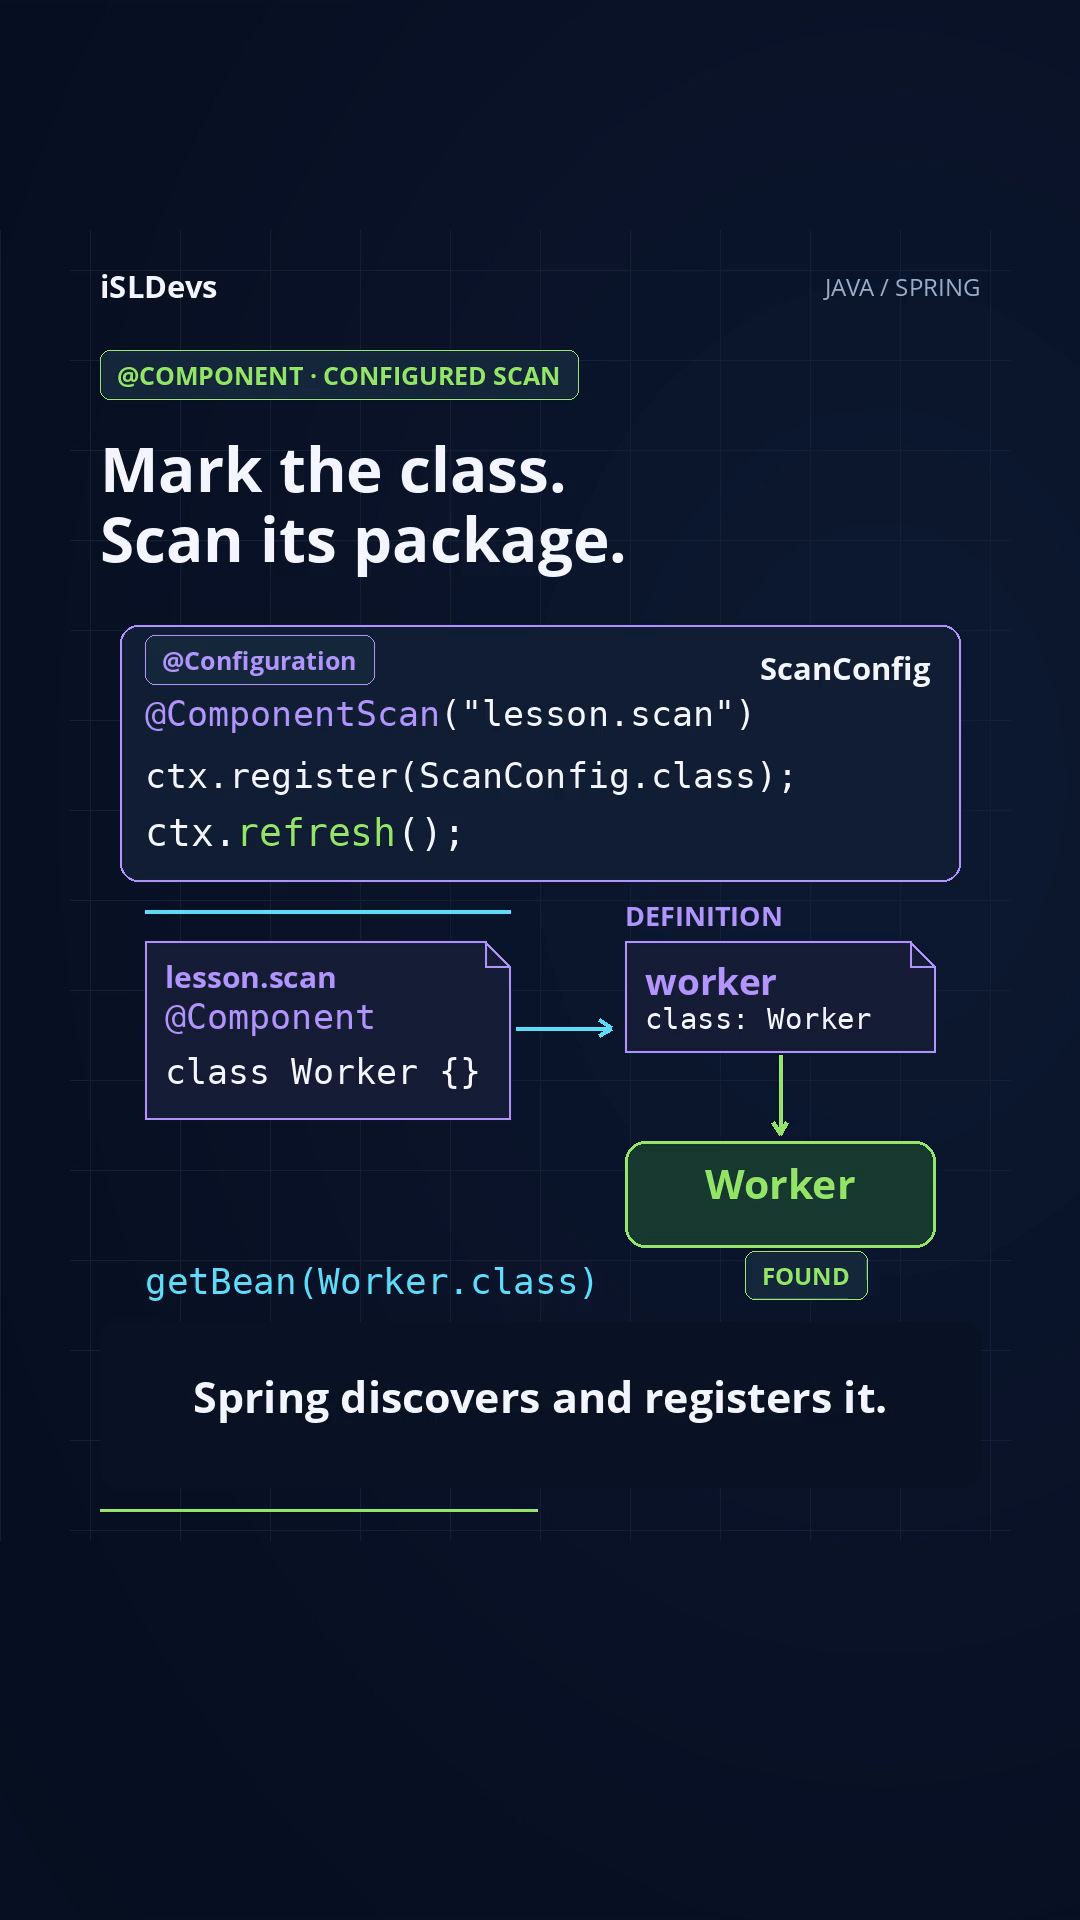 iSLDevs
JAVA / SPRING
@COMPONENT · CONFIGURED SCAN
Mark the class.
Scan its package.
@Configuration
ScanConfig
@ComponentScan("lesson.scan")
ctx.register(ScanConfig.class);
ctx.refresh();
lesson.scan
@Component
class Worker {}
DEFINITION
worker
class: Worker
Worker
FOUND
getBean(Worker.class)
Spring discovers and registers it.